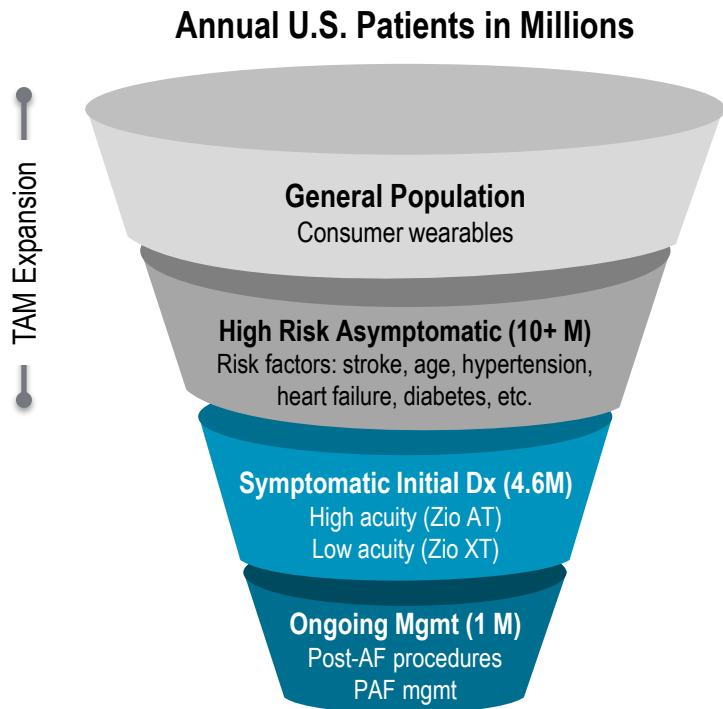 Annual U.S. Patients in Millions
TAM Expansion
General Population
Consumer wearables
High Risk Asymptomatic (10+ M)
Risk factors: stroke, age, hypertension,
heart failure, diabetes, etc.
Symptomatic Initial Dx (4.6M)
High acuity (Zio AT)
Low acuity (Zio XT)
Ongoing Mgmt (1 M)
Post-AF procedures
PAF mgmt